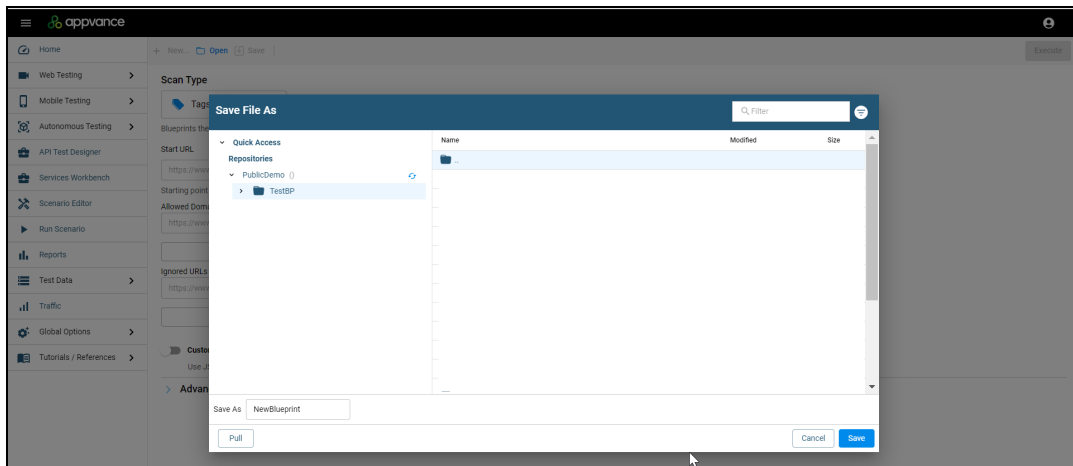 appvance
Home
Web Testing
Mobile Testing
Autonomous Testing
API Test Designer
Services Workbench
Scenario Editor
Run Scenario
Reports
Test Data
Traffic
Global Options
Tutorials / References
+ New... Open Save
Execute
Scan Type
Tags
Blueprints the
Start URL
https://www
Starting point
Allowed Doma
https://www
Ignored URLs
https://www
Custo
Use JS
Advan
Save File As
Filter
Quick Access
Repositories
PublicDemo ()
TestBP
Name Modified Size
..
Save As NewBlueprint
Pull
Cancel Save